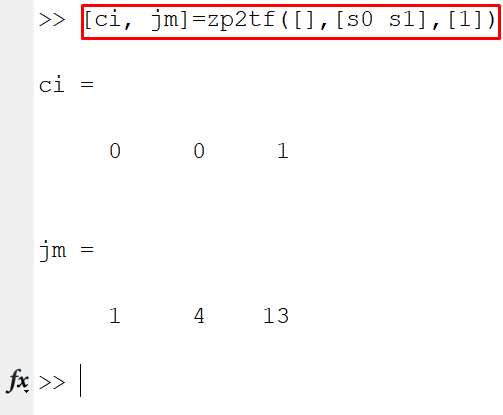 >> [ci, jm]=zp2tf([],[s0 s1],[1])
ci =
0 0 1
jm =
1 4 13
fx >>